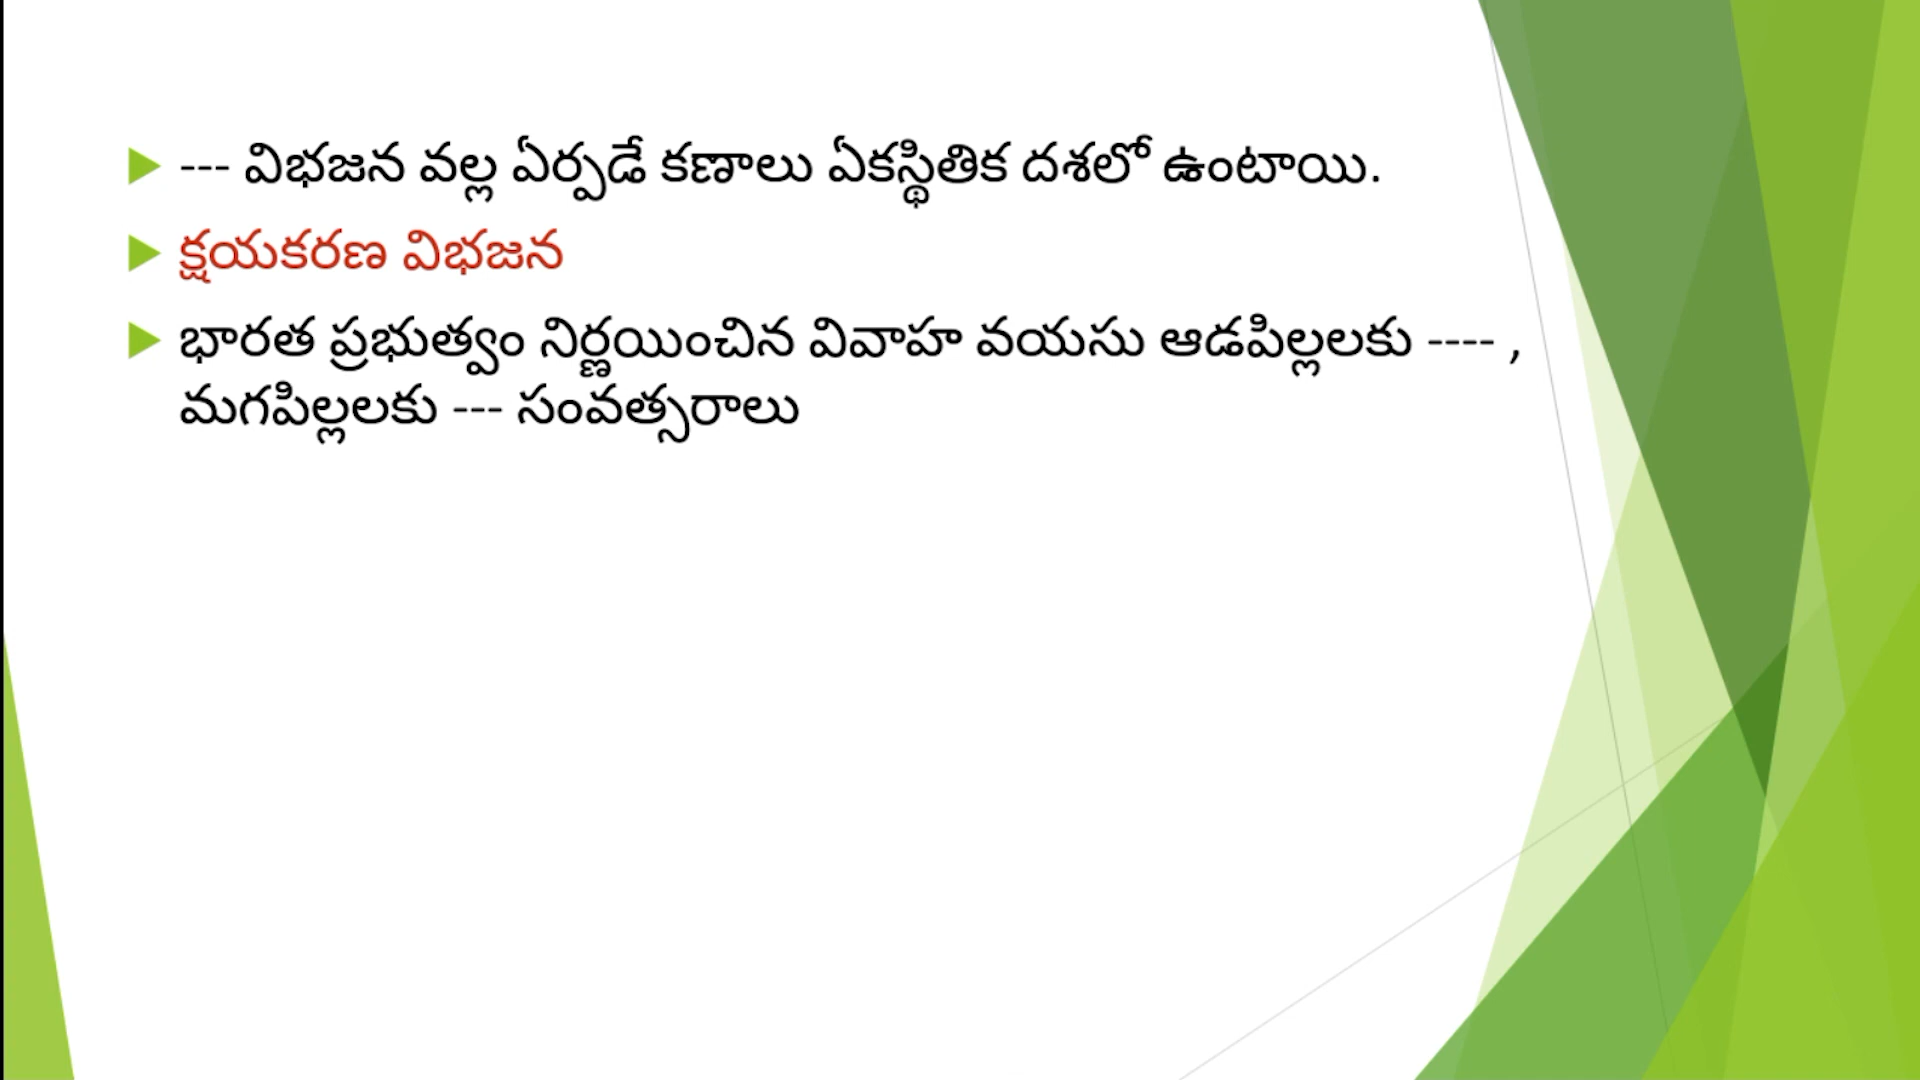 --- విభజన వల్ల ఏర్పడే కణాలు ఏకస్థితిక దశలో ఉంటాయి.
క్షయకరణ విభజన
భారత ప్రభుత్వం నిర్ణయించిన వివాహ వయసు ఆడపిల్లలకు ---- ,
మగపిల్లలకు --- సంవత్సరాలు